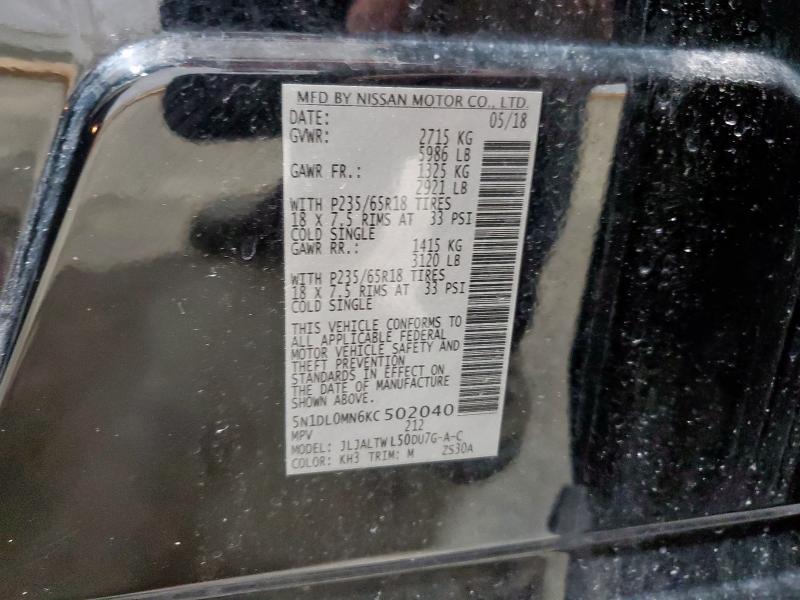 MFD BY NISSAN MOTOR CO., LTD.
DATE: 05/18
GVWR: 2715 KG
5986 LB
GAWR FR.: 1325 KG
2921 LB
WITH P235/65R18 TIRES
18 X 7.5 RIMS AT 33 PSI
COLD SINGLE
GAWR RR.: 1415 KG
3120 LB
WITH P235/65R18 TIRES
18 X 7.5 RIMS AT 33 PSI
COLD SINGLE
THIS VEHICLE CONFORMS TO
ALL APPLICABLE FEDERAL
MOTOR VEHICLE SAFETY AND
THEFT PREVENTION
STANDARDS IN EFFECT ON
THE DATE OF MANUFACTURE
SHOWN ABOVE.
5N1DL0MN6KC 502040
MPV 212
MODEL: JLJALTW L50DU7G-A-C
COLOR: KH3 TRIM: M ZS30A